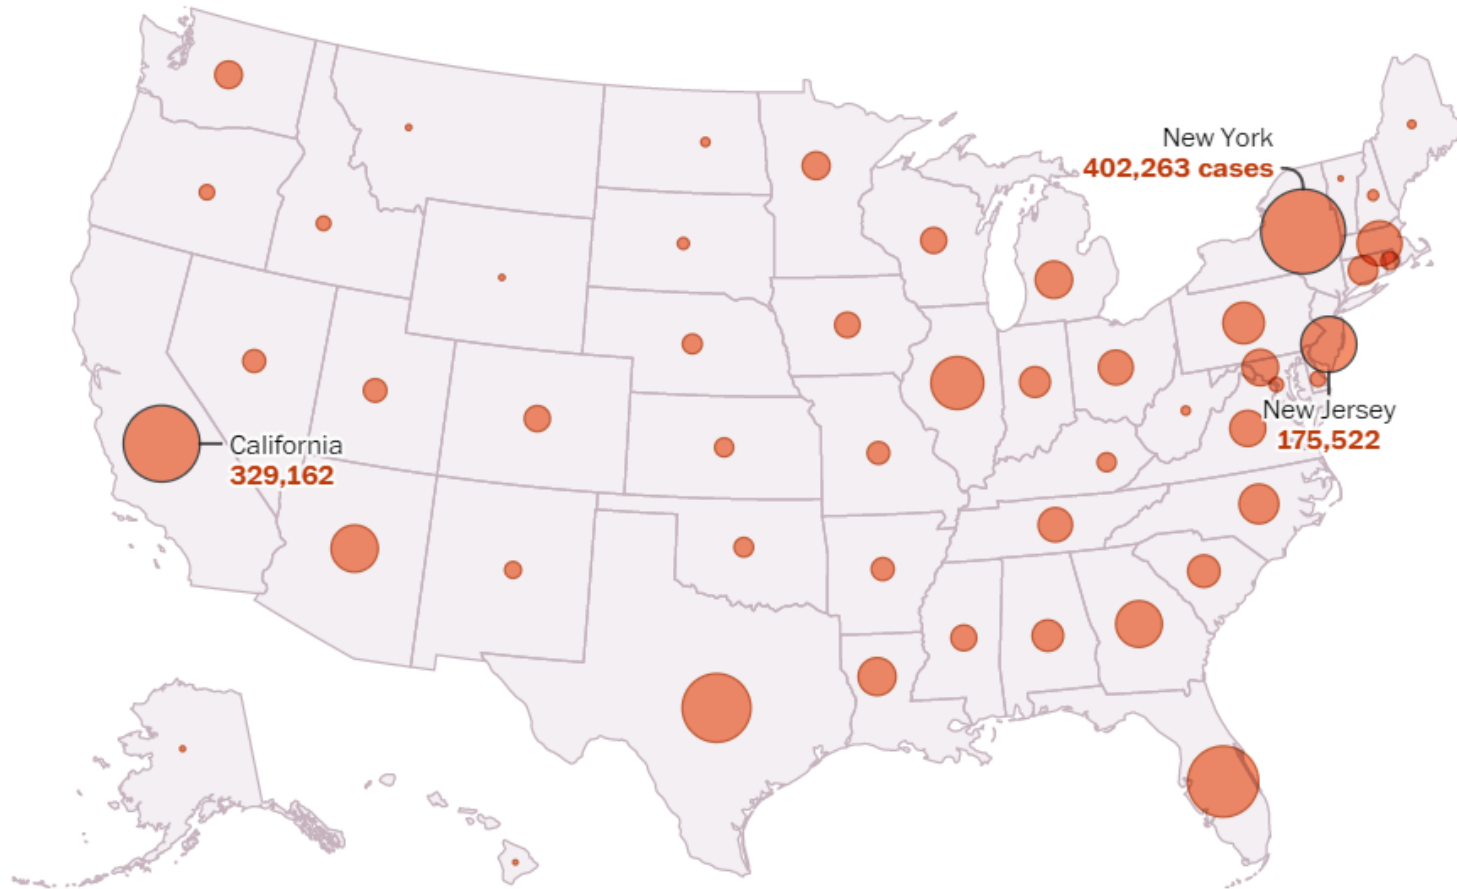 New York
402,263 cases
New Jersey
175,522
California
329,162